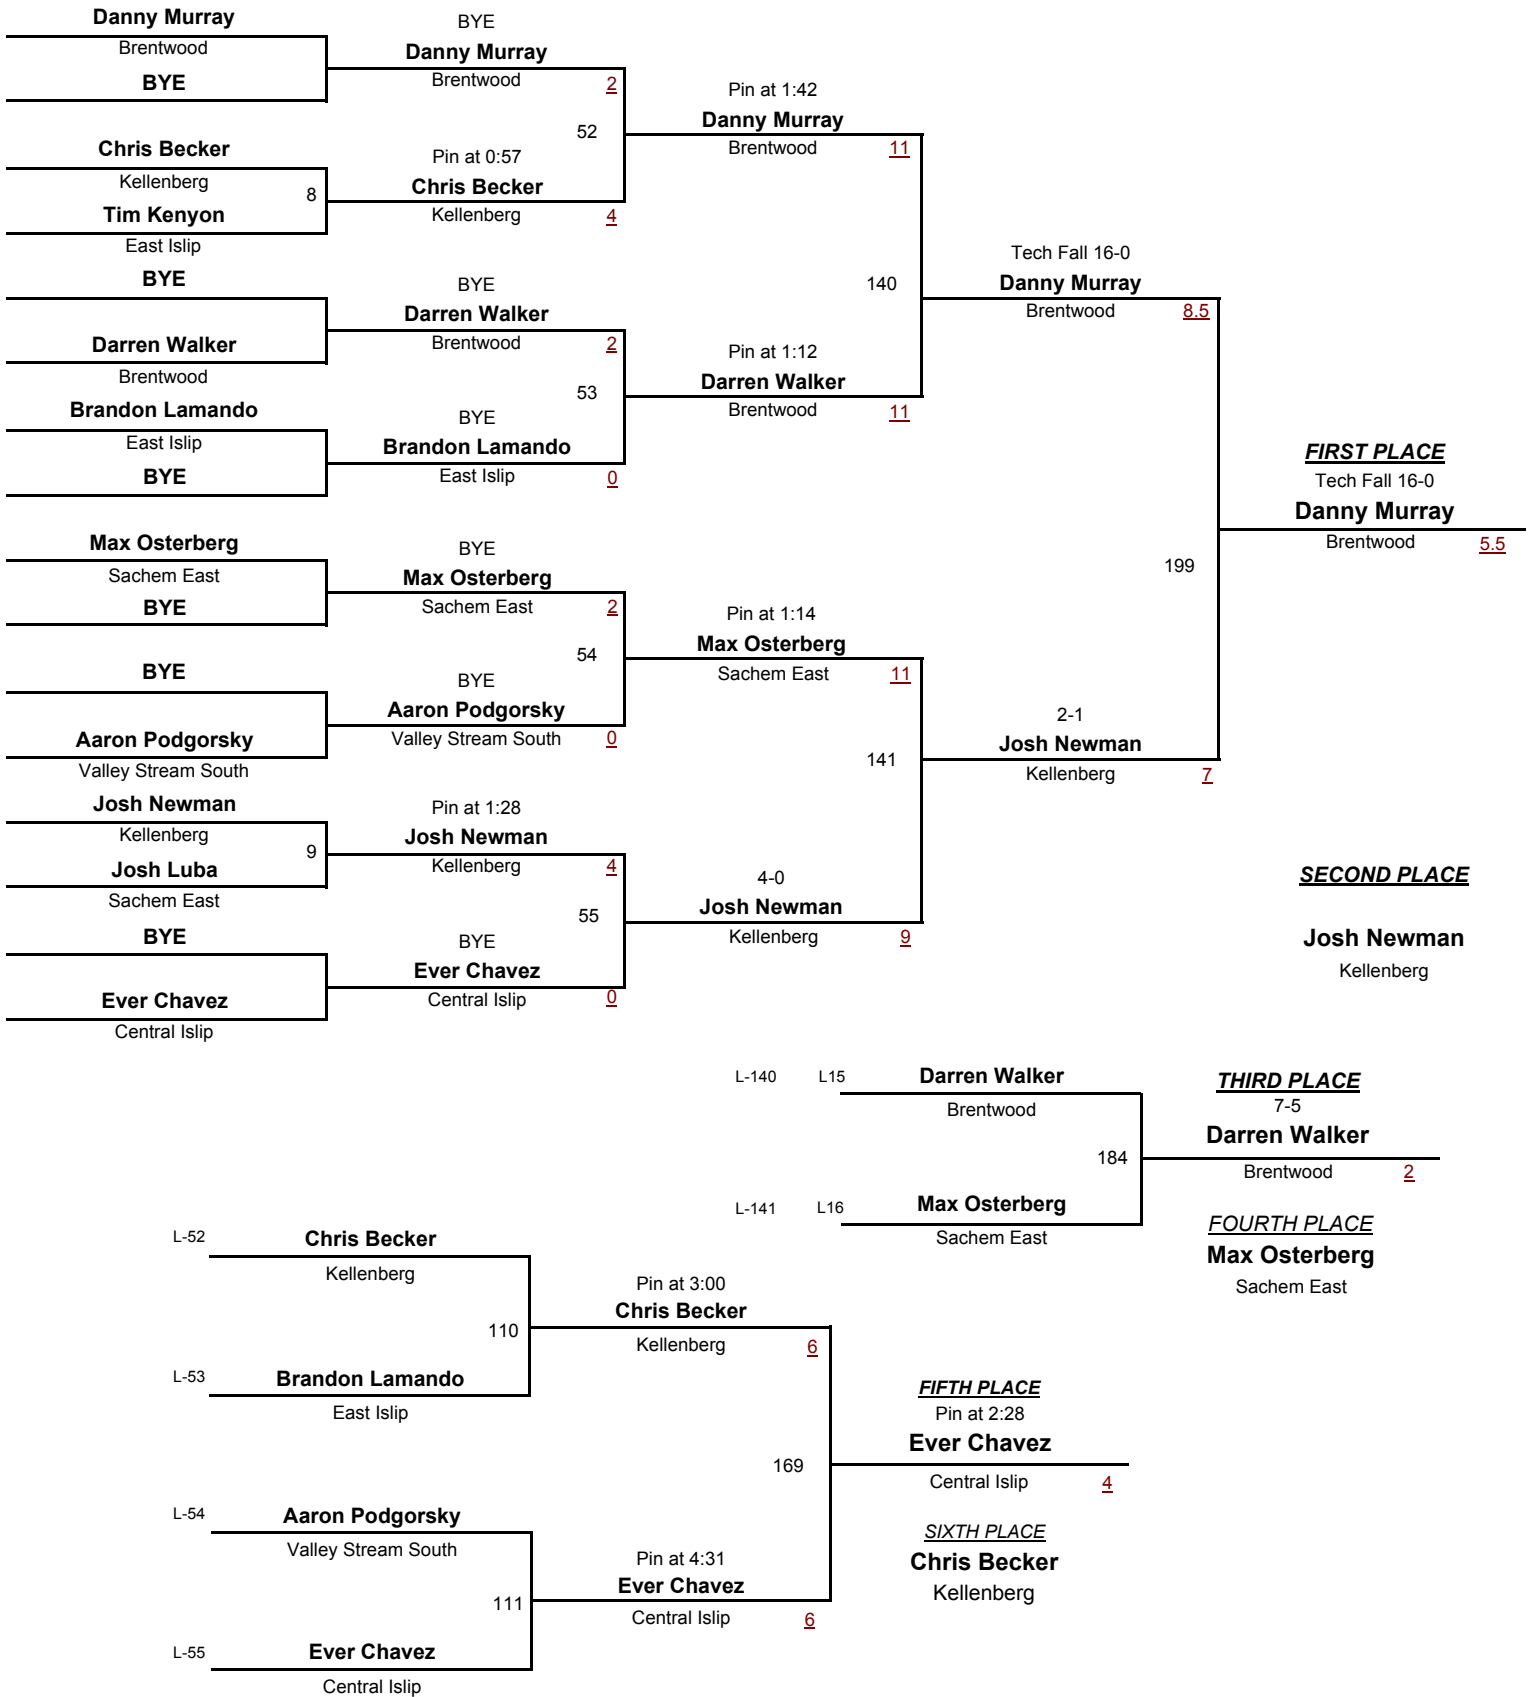 Danny Murray
Brentwood
BYE
Chris Becker
Kellenberg
8
Tim Kenyon
East Islip
BYE
Darren Walker
Brentwood
Brandon Lamando
East Islip
BYE
Max Osterberg
Sachem East
BYE
BYE
Aaron Podgorsky
Valley Stream South
Josh Newman
Kellenberg
9
Josh Luba
Sachem East
BYE
Ever Chavez
Central Islip
BYE
Danny Murray
Brentwood
2
52
Pin at 0:57
Chris Becker
Kellenberg
4
BYE
Darren Walker
Brentwood
2
53
BYE
Brandon Lamando
East Islip
0
BYE
Max Osterberg
Sachem East
2
54
BYE
Aaron Podgorsky
Valley Stream South
0
Pin at 1:28
Josh Newman
Kellenberg
4
55
BYE
Ever Chavez
Central Islip
0
Pin at 1:42
Danny Murray
Brentwood
11
140
Pin at 1:12
Darren Walker
Brentwood
11
Pin at 1:14
Max Osterberg
Sachem East
11
141
4-0
Josh Newman
Kellenberg
9
Tech Fall 16-0
Danny Murray
Brentwood
8.5
199
2-1
Josh Newman
Kellenberg
7
FIRST PLACE
Tech Fall 16-0
Danny Murray
Brentwood
5.5
SECOND PLACE
Josh Newman
Kellenberg
L-140
L15
Darren Walker
Brentwood
184
L-141
L16
Max Osterberg
Sachem East
THIRD PLACE
7-5
Darren Walker
Brentwood
2
FOURTH PLACE
Max Osterberg
Sachem East
L-52
Chris Becker
Kellenberg
110
L-53
Brandon Lamando
East Islip
L-54
Aaron Podgorsky
Valley Stream South
111
L-55
Ever Chavez
Central Islip
Pin at 3:00
Chris Becker
Kellenberg
6
169
Pin at 4:31
Ever Chavez
Central Islip
6
FIFTH PLACE
Pin at 2:28
Ever Chavez
Central Islip
4
SIXTH PLACE
Chris Becker
Kellenberg